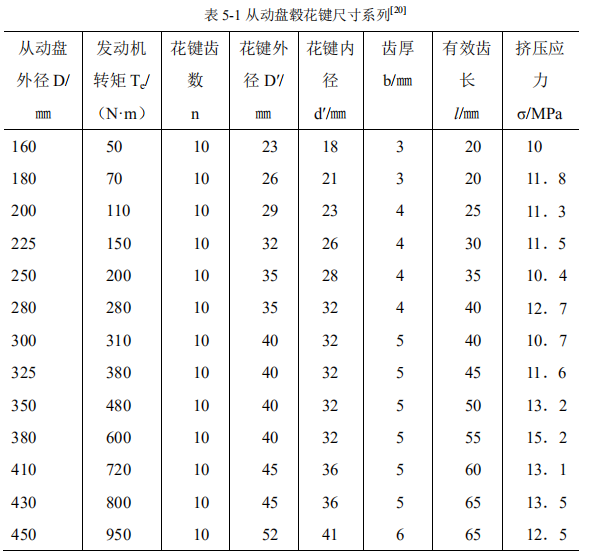 表 5-1 从动盘毂花键尺寸系列[20]
从动盘 发动机 花键齿 花键外 花键内 齿厚 有效齿 挤压应
外径 D/ 转矩 Te/ 数 径 D′/ 径 b/㎜ 长 力
㎜ （N·m） n ㎜ d′/㎜ l/㎜ σ/MPa
160 50 10 23 18 3 20 10
180 70 10 26 21 3 20 11．8
200 110 10 29 23 4 25 11．3
225 150 10 32 26 4 30 11．5
250 200 10 35 28 4 35 10．4
280 280 10 35 32 4 40 12．7
300 310 10 40 32 5 40 10．7
325 380 10 40 32 5 45 11．6
350 480 10 40 32 5 50 13．2
380 600 10 40 32 5 55 15．2
410 720 10 45 36 5 60 13．1
430 800 10 45 36 5 65 13．5
450 950 10 52 41 6 65 12．5